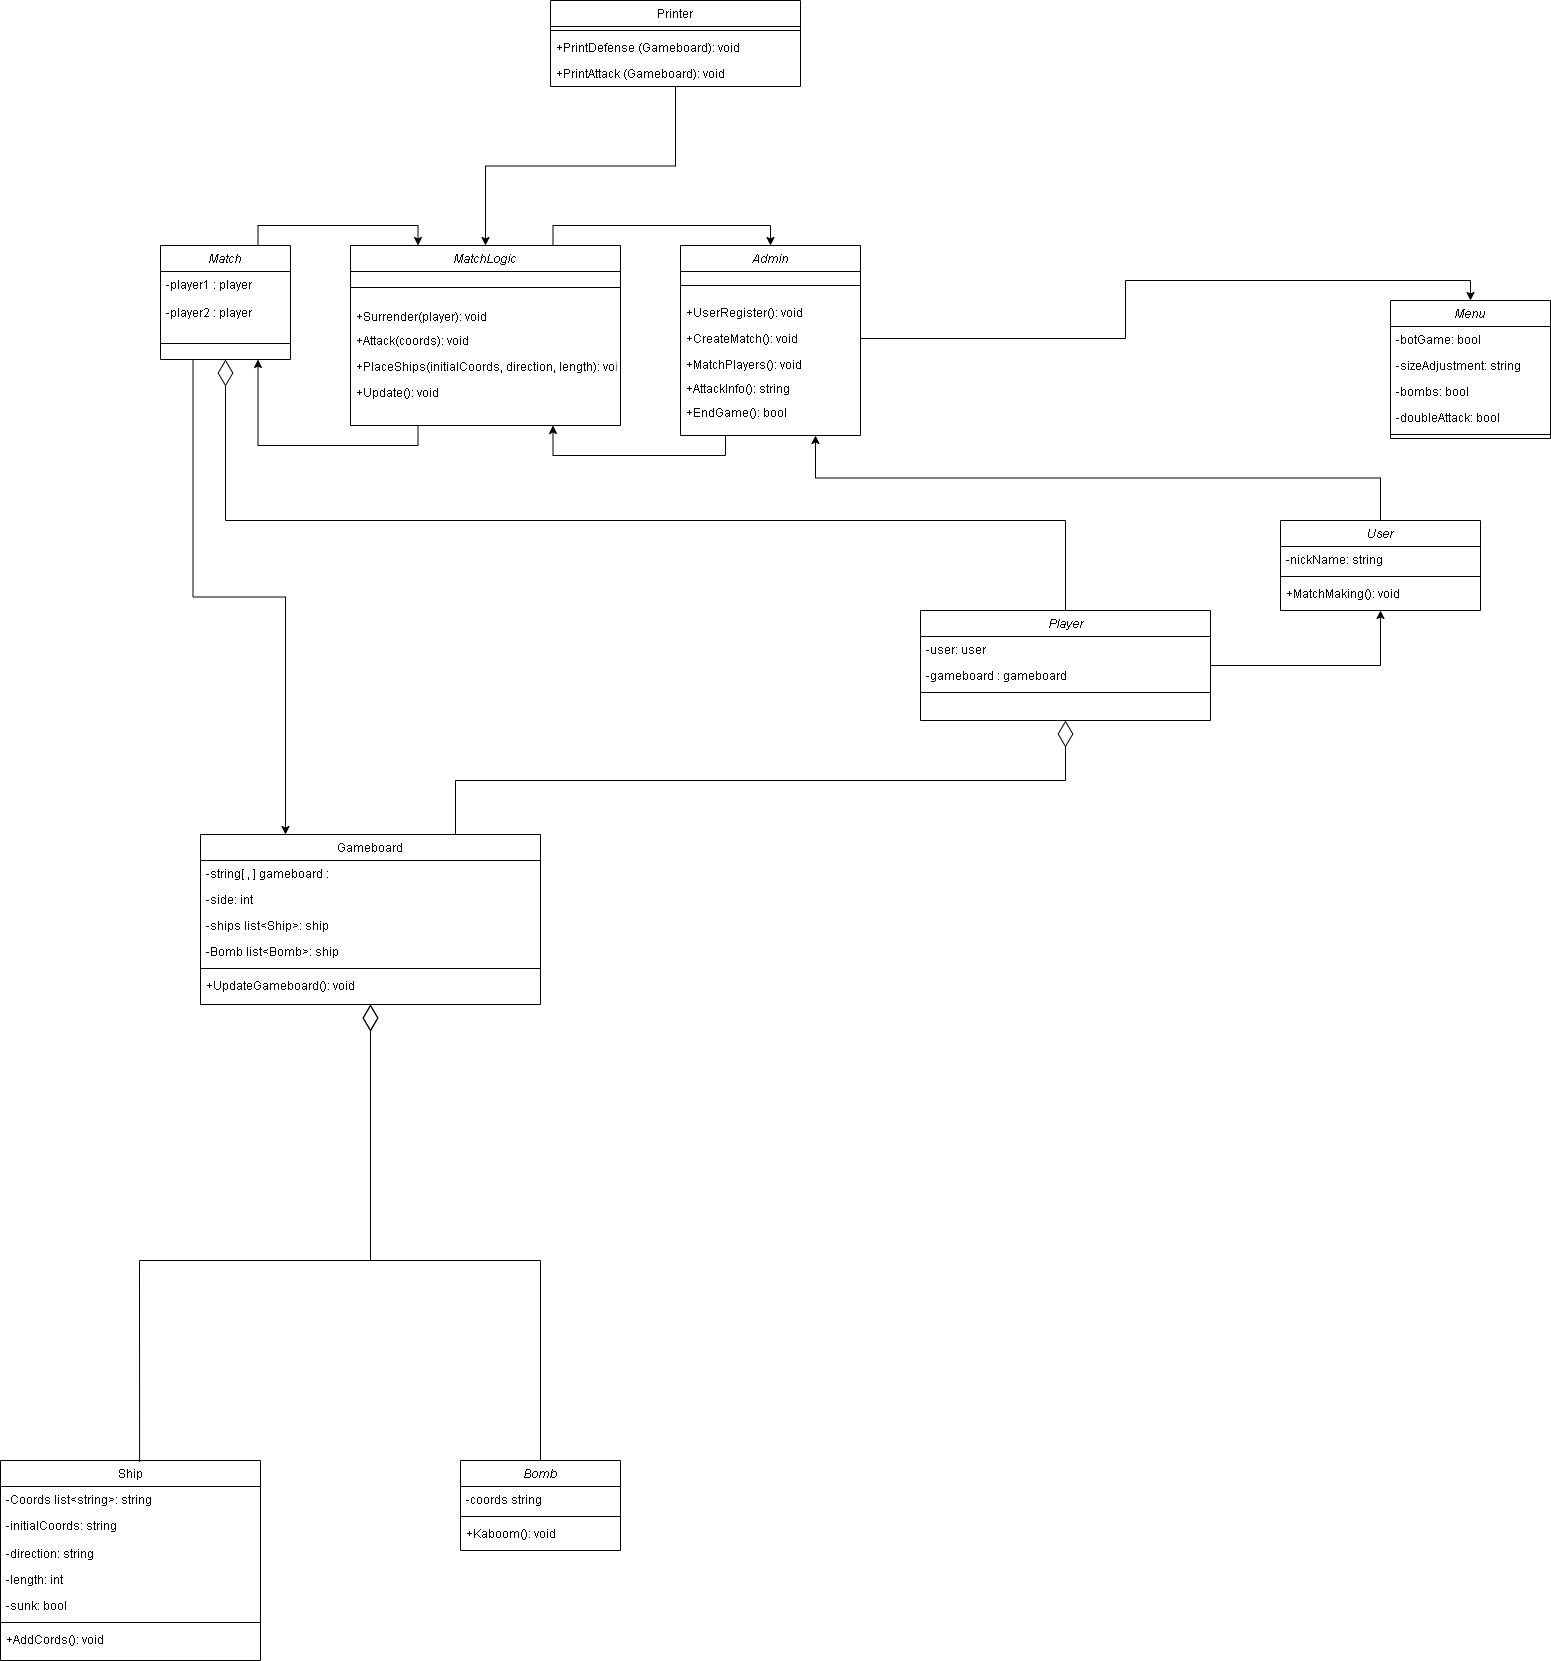 Printer
+PrintDefense (Gameboard): void
+PrintAttack (Gameboard): void
Match
-player1 : player
-player2 : player
MatchLogic
+Surrender(player): void
+Attack(coords): void
+PlaceShips(initialCoords, direction, length): voi
+Update(): void
Admin
+UserRegister(): void
+CreateMatch(): void
+MatchPlayers(): void
+AttackInfo(): string
+EndGame(): bool
Menu
-botGame: bool
-sizeAdjustment: string
-bombs: bool
-doubleAttack: bool
User
-nickName: string
+MatchMaking(): void
Player
-user: user
-gameboard : gameboard
Gameboard
-string[ , ] gameboard :
-side: int
-ships list<Ship>: ship
-Bomb list<Bomb>: ship
+UpdateGameboard(): void
Ship
-Coords list<string>: string
-initialCoords: string
-direction: string
-length: int
-sunk: bool
+AddCords(): void
Bomb
-coords string
+Kaboom(): void